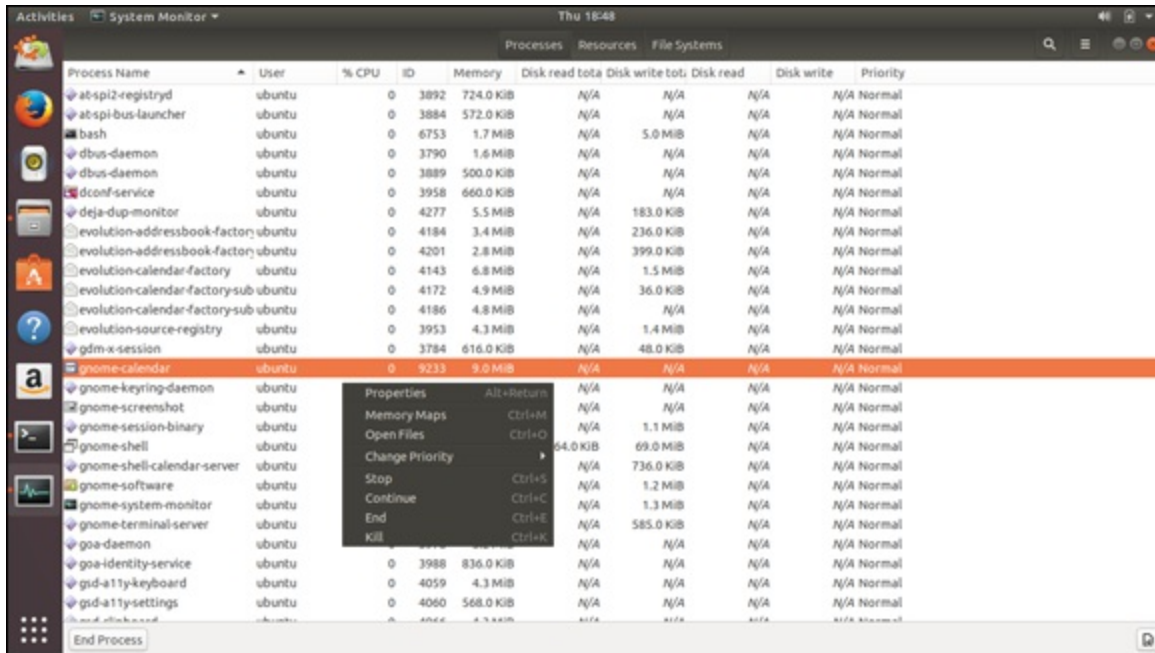 Activities System Monitor Thu 18:48
Processes Resources File Systems
Process Name User % CPU ID Memory Disk read tota Disk write tota Disk read Disk write Priority
at-spi2-registryd ubuntu 0 3892 724.0 KiB N/A N/A N/A N/A Normal
at-spi-bus-launcher ubuntu 0 3884 572.0 KiB N/A N/A N/A N/A Normal
bash ubuntu 0 6753 1.7 MiB N/A 5.0 MiB N/A N/A Normal
dbus-daemon ubuntu 0 3790 1.6 MiB N/A N/A N/A N/A Normal
dbus-daemon ubuntu 0 3889 500.0 KiB N/A N/A N/A N/A Normal
dconf-service ubuntu 0 3958 660.0 KiB N/A N/A N/A N/A Normal
deja-dup-monitor ubuntu 0 4277 5.5 MiB N/A 183.0 KiB N/A N/A Normal
evolution-addressbook-factory ubuntu 0 4184 3.4 MiB N/A 236.0 KiB N/A N/A Normal
evolution-addressbook-factory ubuntu 0 4201 2.8 MiB N/A 399.0 KiB N/A N/A Normal
evolution-calendar-factory ubuntu 0 4143 6.8 MiB N/A 1.5 MiB N/A N/A Normal
evolution-calendar-factory-sub ubuntu 0 4172 4.9 MiB N/A 36.0 KiB N/A N/A Normal
evolution-calendar-factory-sub ubuntu 0 4186 4.8 MiB N/A N/A N/A N/A Normal
evolution-source-registry ubuntu 0 3953 4.3 MiB N/A 1.4 MiB N/A N/A Normal
gdm-x-session ubuntu 0 3784 616.0 KiB N/A 48.0 KiB N/A N/A Normal
gnome-calendar ubuntu 0 9233 9.0 MiB N/A N/A N/A N/A Normal
gnome-keyring-daemon ubuntu Properties Alt+Return N/A N/A N/A N/A Normal
gnome-screenshot ubuntu Memory Maps Ctrl+M N/A N/A N/A N/A Normal
gnome-session-binary ubuntu Open Files Ctrl+O N/A 1.1 MiB N/A N/A Normal
gnome-shell ubuntu Change Priority 64.0 KiB 69.0 MiB N/A N/A Normal
gnome-shell-calendar-server ubuntu Stop Ctrl+S N/A 736.0 KiB N/A N/A Normal
gnome-software ubuntu Continue Ctrl+C N/A 1.2 MiB N/A N/A Normal
gnome-system-monitor ubuntu End Ctrl+E N/A 1.3 MiB N/A N/A Normal
gnome-terminal-server ubuntu Kill Ctrl+K N/A 585.0 KiB N/A N/A Normal
goa-daemon ubuntu N/A N/A N/A N/A Normal
goa-identity-service ubuntu 0 3988 836.0 KiB N/A N/A N/A N/A Normal
gsd-a11y-keyboard ubuntu 0 4059 4.3 MiB N/A N/A N/A N/A Normal
gsd-a11y-settings ubuntu 0 4060 568.0 KiB N/A N/A N/A N/A Normal
End Process